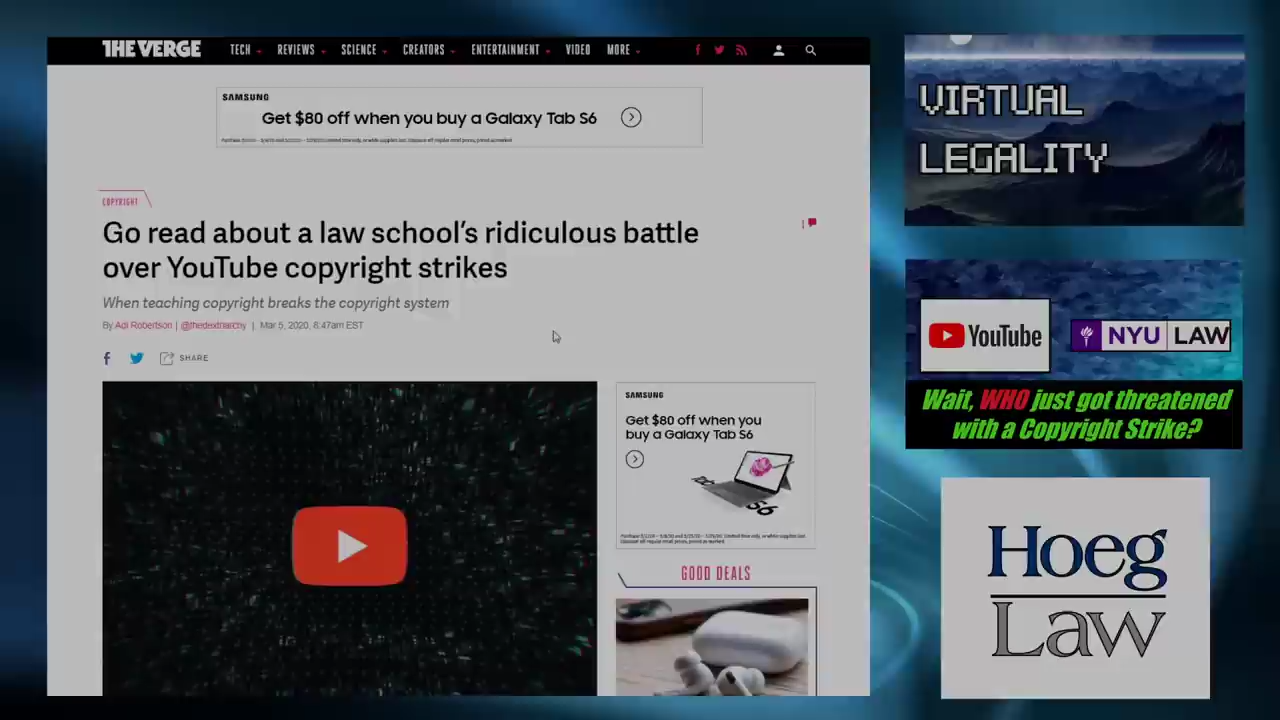 THE VERGE
TECH REVIEWS SCIENCE CREATORS ENTERTAINMENT VIDEO MORE
SAMSUNG
Get $80 off when you buy a Galaxy Tab S6
COPYRIGHT
Go read about a law school's ridiculous battle
over YouTube copyright strikes
When teaching copyright breaks the copyright system
By Adi Robertson | @thedextriarchy | Mar 5, 2020, 8:47am EST
SHARE
SAMSUNG
Get $80 off when you
buy a Galaxy Tab S6
GOOD DEALS
VIRTUAL
LEGALITY
YouTube
NYU LAW
Wait, WHO just got threatened
with a Copyright Strike?
Hoeg
Law